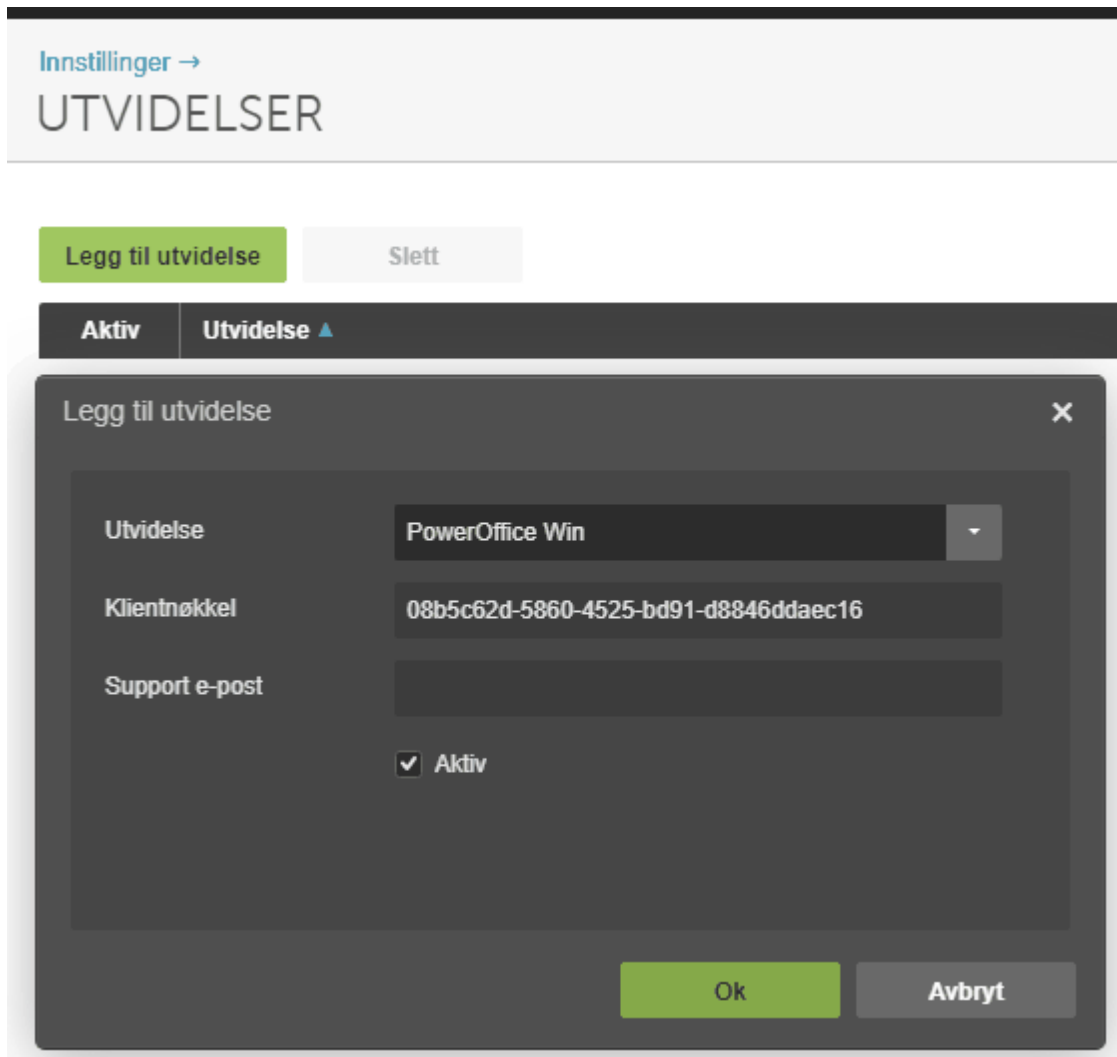 Innstillinger →
UTVIDELSER
Legg til utvidelse Slett
Aktiv Utvidelse ▲
Legg til utvidelse ×
Utvidelse PowerOffice Win
Klientnøkkel 08b5c62d-5860-4525-bd91-d8846ddaec16
Support e-post
Aktiv
Ok Avbryt